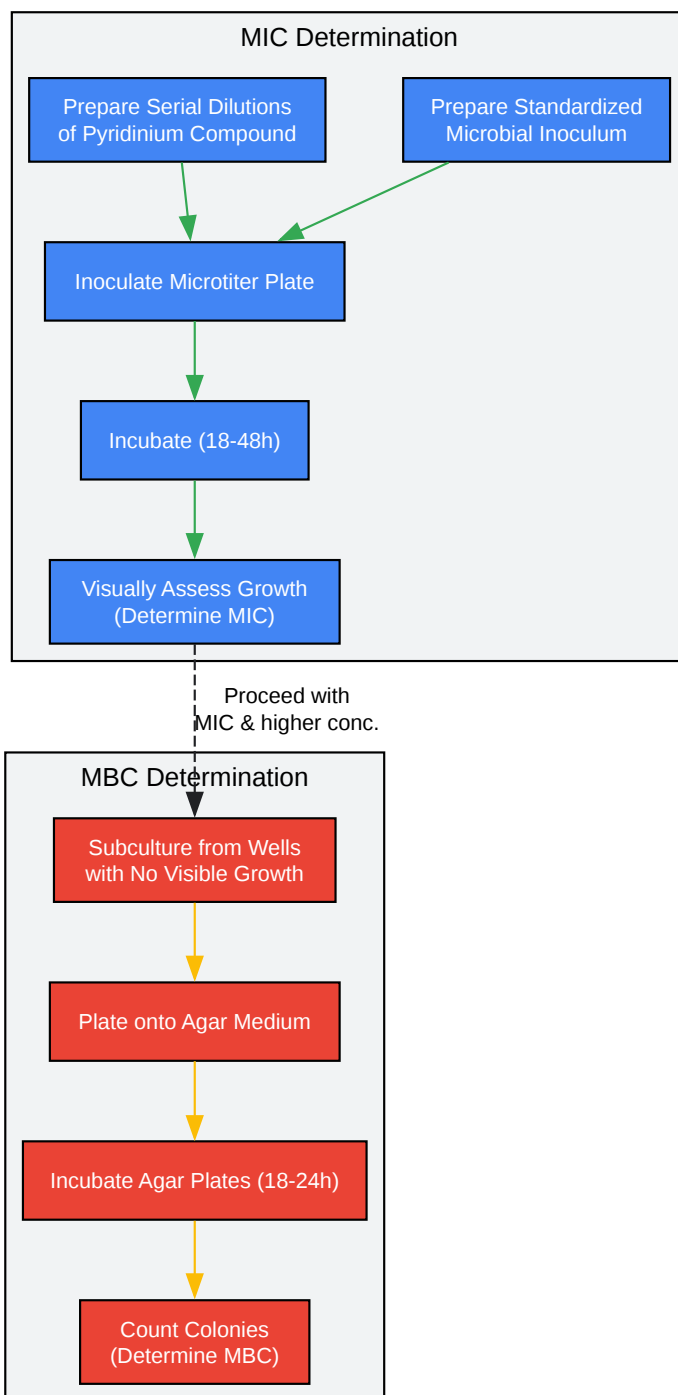 MIC Determination
Prepare Serial Dilutions
of Pyridinium Compound
Prepare Standardized
Microbial Inoculum
Inoculate Microtiter Plate
Incubate (18-48h)
Visually Assess Growth
(Determine MIC)
Proceed with
MIC & higher conc.
MBC Determination
Subculture from Wells
with No Visible Growth
Plate onto Agar Medium
Incubate Agar Plates (18-24h)
Count Colonies
(Determine MBC)